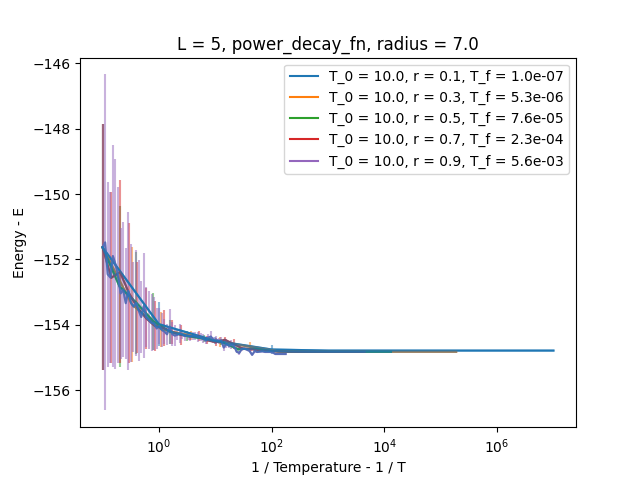 L = 5, power_decay_fn, radius = 7.0
T_0 = 10.0, r = 0.1, T_f = 1.0e-07
T_0 = 10.0, r = 0.3, T_f = 5.3e-06
T_0 = 10.0, r = 0.5, T_f = 7.6e-05
T_0 = 10.0, r = 0.7, T_f = 2.3e-04
T_0 = 10.0, r = 0.9, T_f = 5.6e-03
Energy - E
−146
−148
−150
−152
−154
−156
10⁰ 10² 10⁴ 10⁶
1 / Temperature - 1 / T